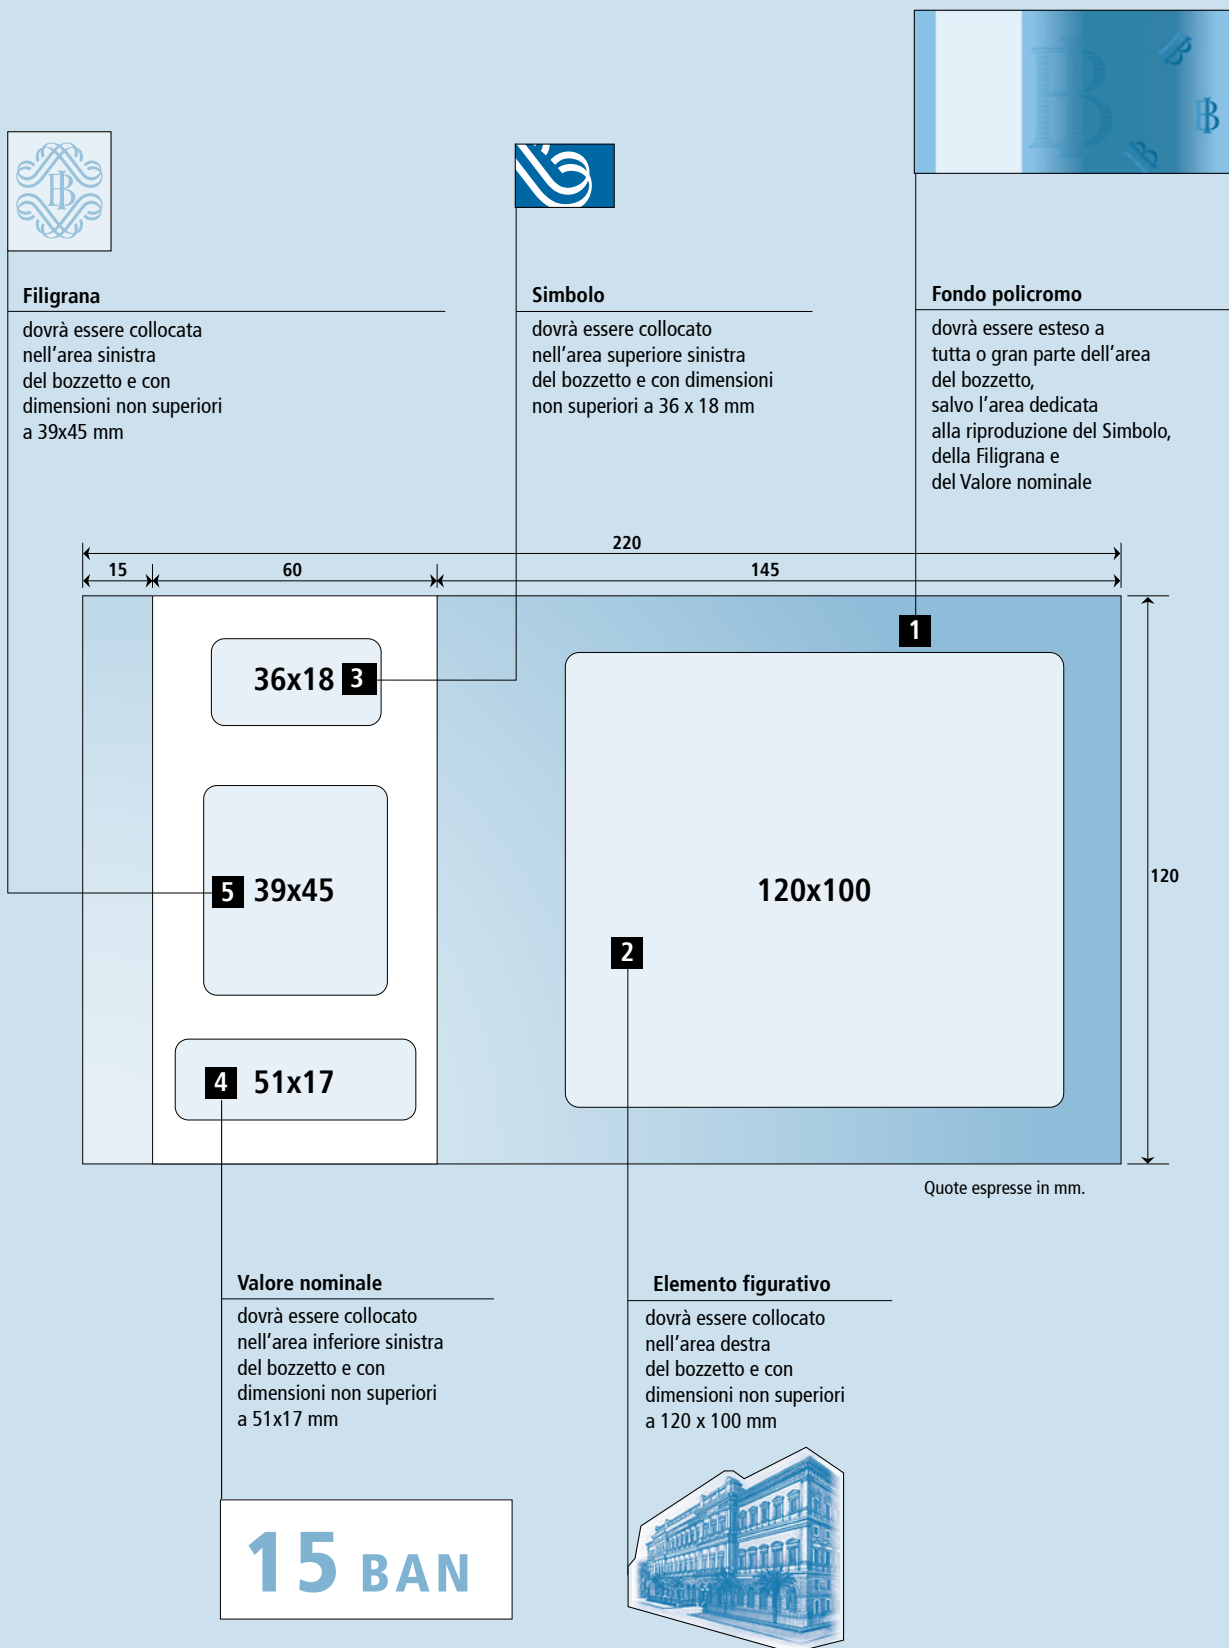 Filigrana
dovrà essere collocata
nell'area sinistra
del bozzetto e con
dimensioni non superiori
a 39x45 mm
Simbolo
dovrà essere collocato
nell'area superiore sinistra
del bozzetto e con dimensioni
non superiori a 36 x 18 mm
Fondo policromo
dovrà essere esteso a
tutta o gran parte dell'area
del bozzetto,
salvo l'area dedicata
alla riproduzione del Simbolo,
della Filigrana e
del Valore nominale
220
15 60 145
1
36x18 3
5 39x45
120x100
120
2
4 51x17
Quote espresse in mm.
Valore nominale
dovrà essere collocato
nell'area inferiore sinistra
del bozzetto e con
dimensioni non superiori
a 51x17 mm
Elemento figurativo
dovrà essere collocato
nell'area destra
del bozzetto e con
dimensioni non superiori
a 120 x 100 mm
15 BAN